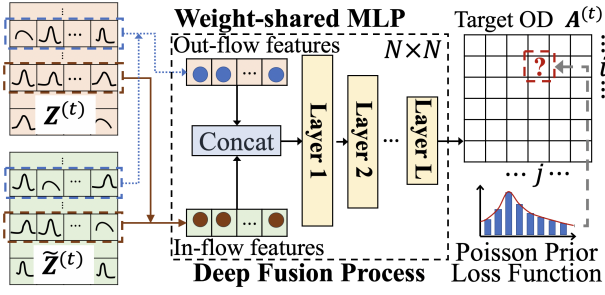 Weight-shared MLP
Target OD A^(t)
Out-flow features
N×N
Z^(t)
Concat
Layer 1
Layer 2
...
Layer L
?
i
... j ...
Z̃^(t)
In-flow features
Deep Fusion Process
Poisson Prior
Loss Function